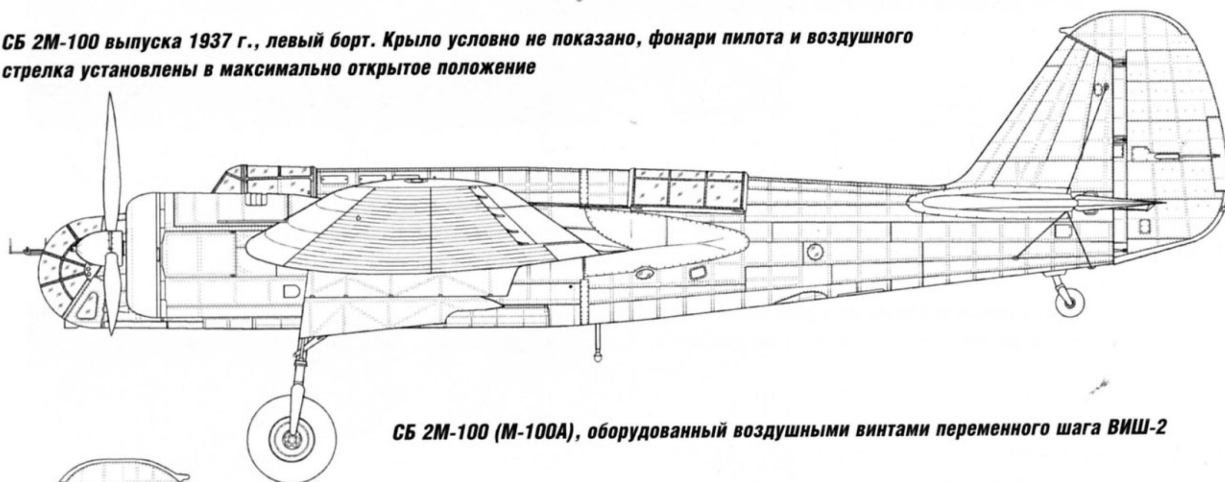 СБ 2М-100 выпуска 1937 г., левый борт. Крыло условно не показано, фонари пилота и воздушного
стрелка установлены в максимально открытое положение
СБ 2М-100 (М-100А), оборудованный воздушными винтами переменного шага ВИШ-2